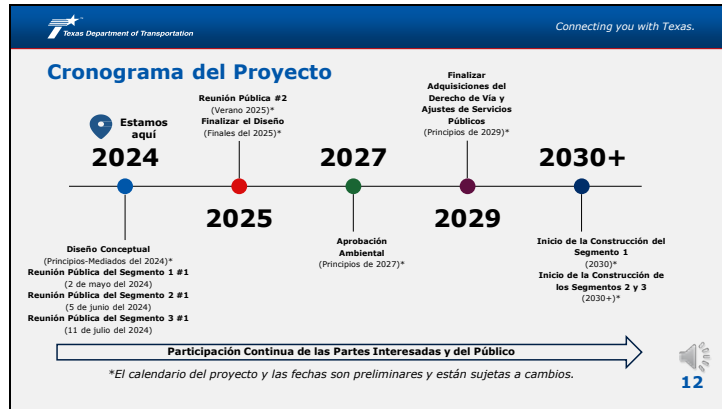 Texas Department of Transportation
Connecting you with Texas.
Cronograma del Proyecto
Estamos
aquí
2024
Diseño Conceptual
(Principios-Mediados del 2024)*
Reunión Pública del Segmento 1 #1
(2 de mayo del 2024)
Reunión Pública del Segmento 2 #1
(5 de junio del 2024)
Reunión Pública del Segmento 3 #1
(11 de julio del 2024)
Reunión Pública #2
(Verano 2025)*
Finalizar el Diseño
(Finales del 2025)*
2025
2027
Aprobación
Ambiental
(Principios de 2027)*
Finalizar
Adquisiciones del
Derecho de Vía y
Ajustes de Servicios
Públicos
(Principios de 2029)*
2029
2030+
Inicio de la Construcción del
Segmento 1
(2030)*
Inicio de la Construcción de
los Segmentos 2 y 3
(2030+)*
Participación Continua de las Partes Interesadas y del Público
*El calendario del proyecto y las fechas son preliminares y están sujetas a cambios.
12